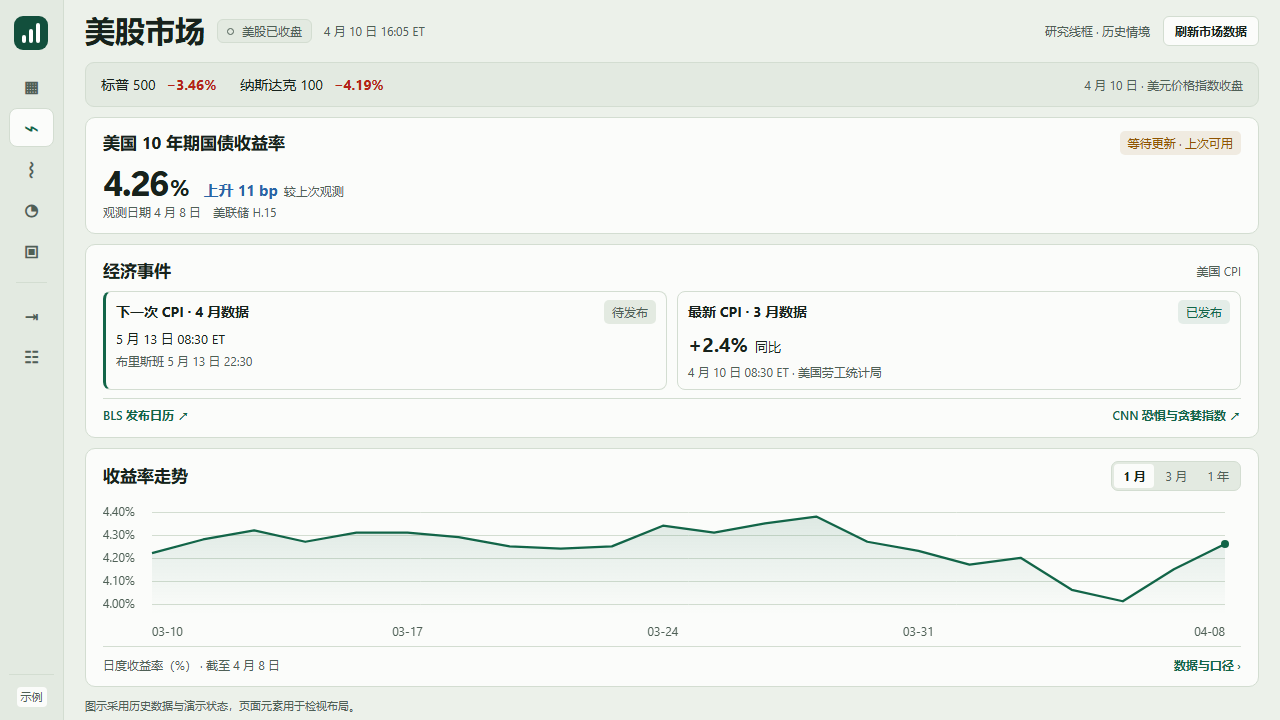 美股市场
美股已收盘
4 月 10 日 16:05 ET
研究线框 · 历史情境
刷新市场数据
标普 500 −3.46% 纳斯达克 100 −4.19%
4 月 10 日 · 美元价格指数收盘
美国 10 年期国债收益率
等待更新 · 上次可用
4.26% 上升 11 bp 较上次观测
观测日期 4 月 8 日 美联储 H.15
经济事件
美国 CPI
下一次 CPI · 4 月数据
待发布
5 月 13 日 08:30 ET
布里斯班 5 月 13 日 22:30
最新 CPI · 3 月数据
已发布
+2.4% 同比
4 月 10 日 08:30 ET · 美国劳工统计局
BLS 发布日历 ↗
CNN 恐惧与贪婪指数 ↗
收益率走势
1 月 3 月 1 年
4.40%
4.30%
4.20%
4.10%
4.00%
03-10 03-17 03-24 03-31 04-08
日度收益率（%） · 截至 4 月 8 日
数据与口径 ›
示例
图示采用历史数据与演示状态，页面元素用于检视布局。